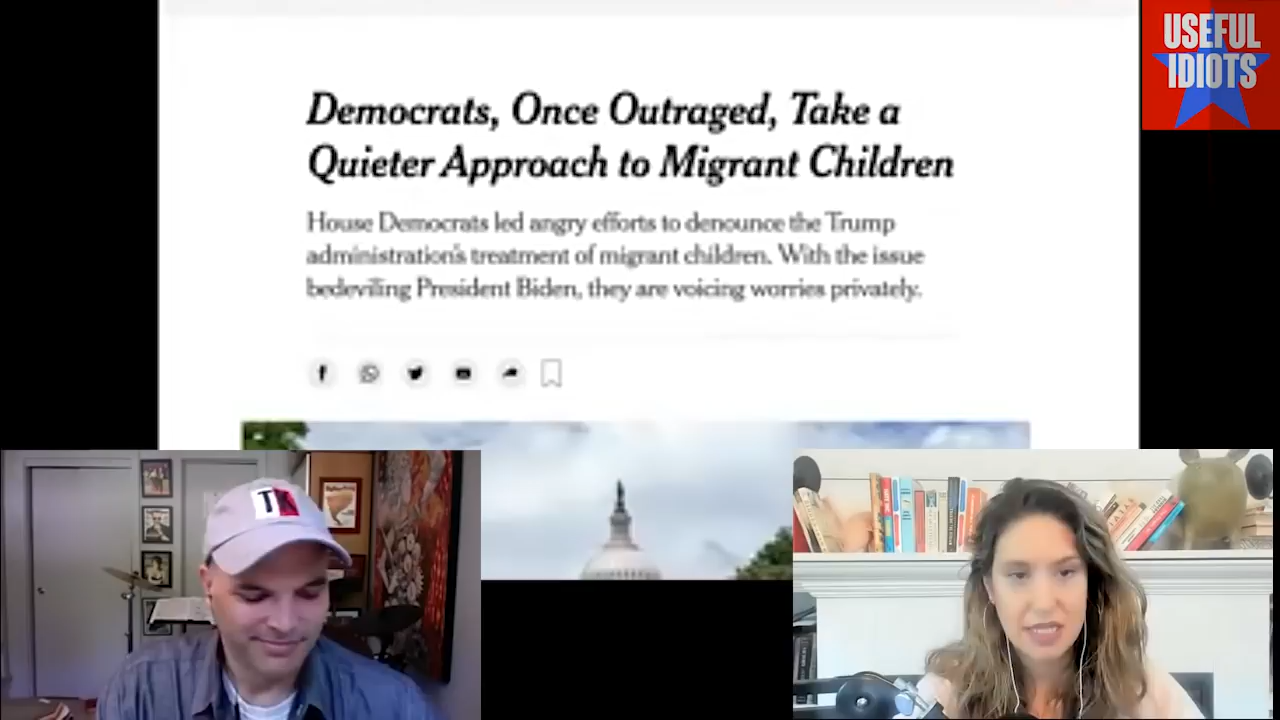 USEFUL
IDIOTS
Democrats, Once Outraged, Take a
Quieter Approach to Migrant Children
House Democrats led angry efforts to denounce the Trump
administration's treatment of migrant children. With the issue
bedeviling President Biden, they are voicing worries privately.